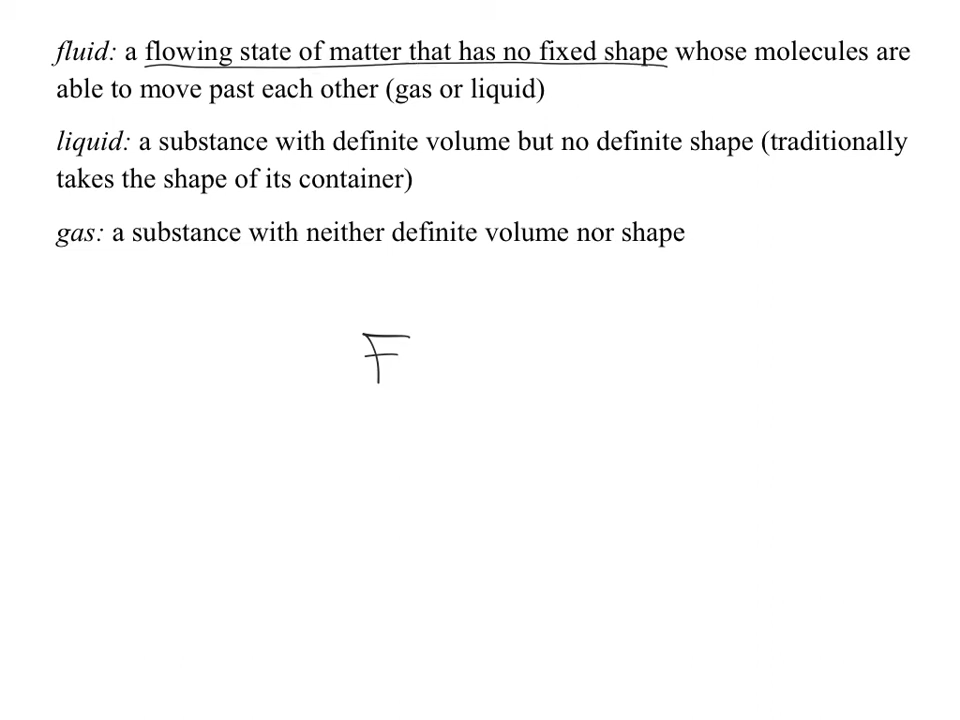 fluid: a flowing state of matter that has no fixed shape whose molecules are
able to move past each other (gas or liquid)
liquid: a substance with definite volume but no definite shape (traditionally
takes the shape of its container)
gas: a substance with neither definite volume nor shape
F